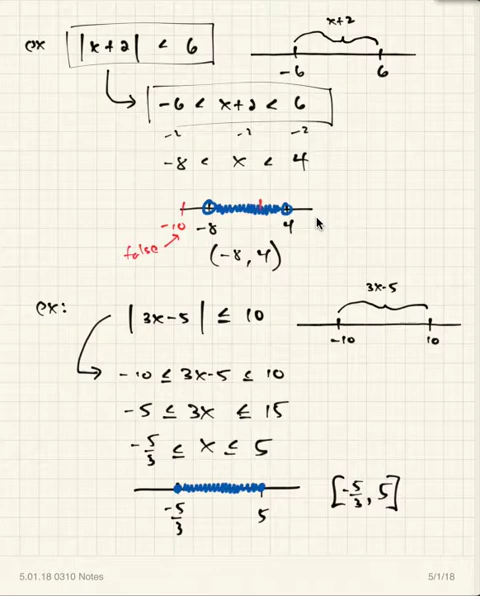 ex |x+2| < 6
x+2
-6 6
-6 < x+2 < 6
-2 -2 -2
-8 < x < 4
-10 -8 4
false
(-8, 4)
ex: |3x-5| ≤ 10
3x-5
-10 10
-10 ≤ 3x-5 ≤ 10
-5 ≤ 3x ≤ 15
-5/3 ≤ x ≤ 5
-5/3 5
[-5/3, 5]
5.01.18 0310 Notes 5/1/18